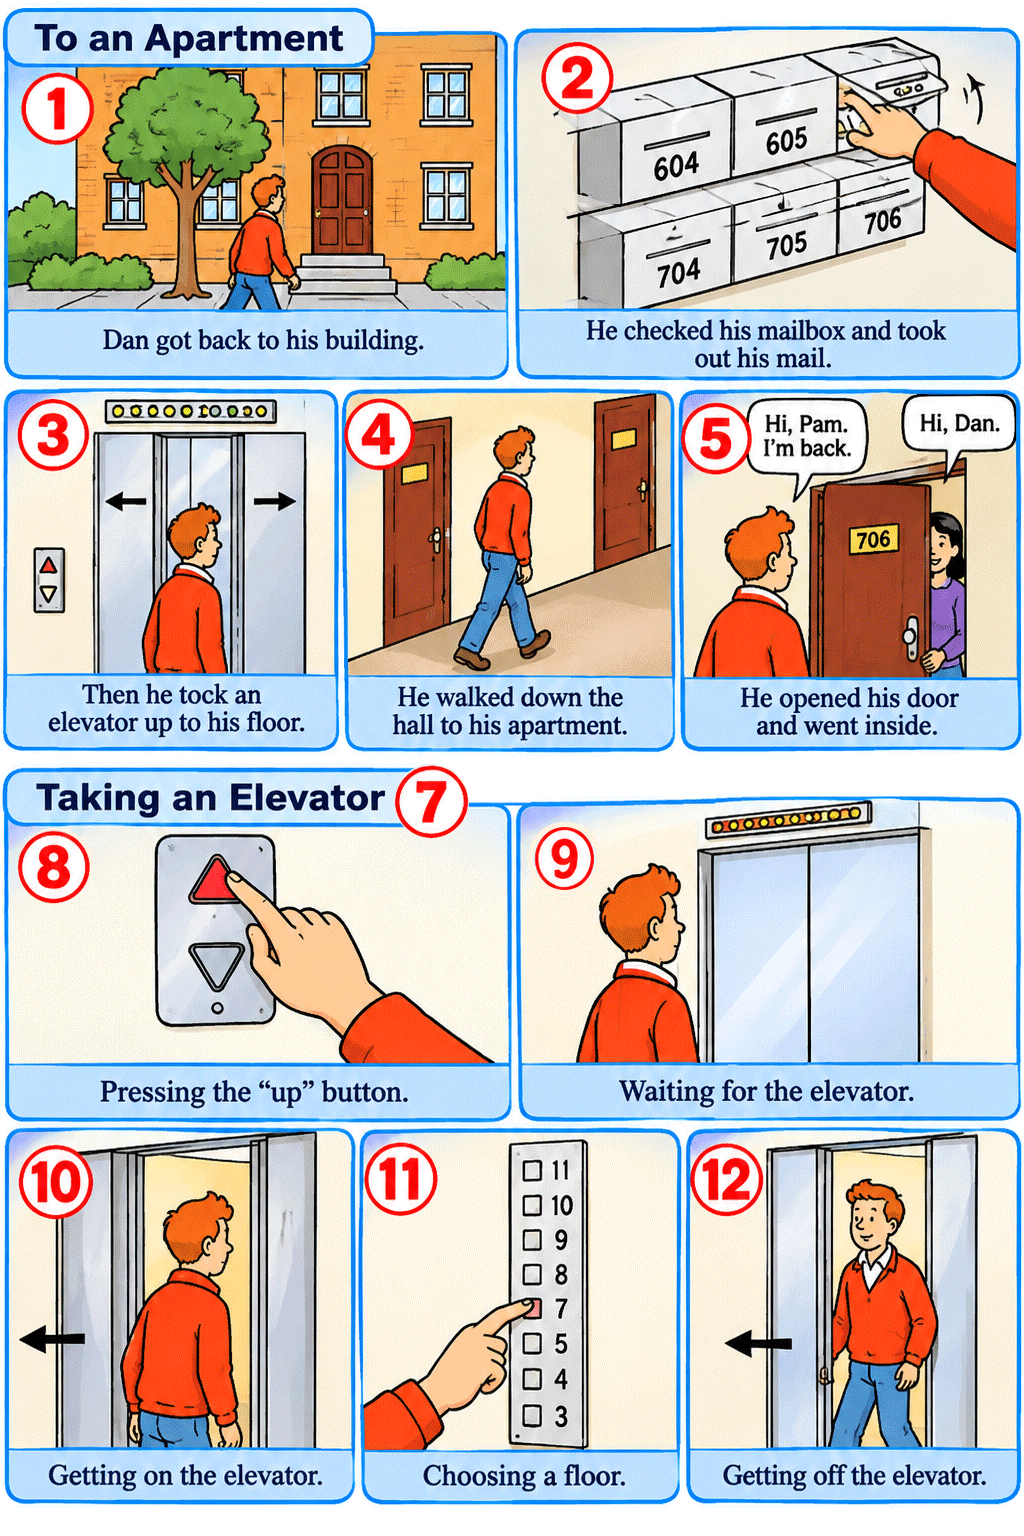 To an Apartment
1
Dan got back to his building.
2
604
605
704
705
706
He checked his mailbox and took
out his mail.
3
Then he tock an
elevator up to his floor.
4
He walked down the
hall to his apartment.
5
Hi, Pam.
I'm back.
Hi, Dan.
706
He opened his door
and went inside.
Taking an Elevator
7
8
Pressing the “up” button.
9
Waiting for the elevator.
10
Getting on the elevator.
11
11
10
9
8
7
5
4
3
Choosing a floor.
12
Getting off the elevator.